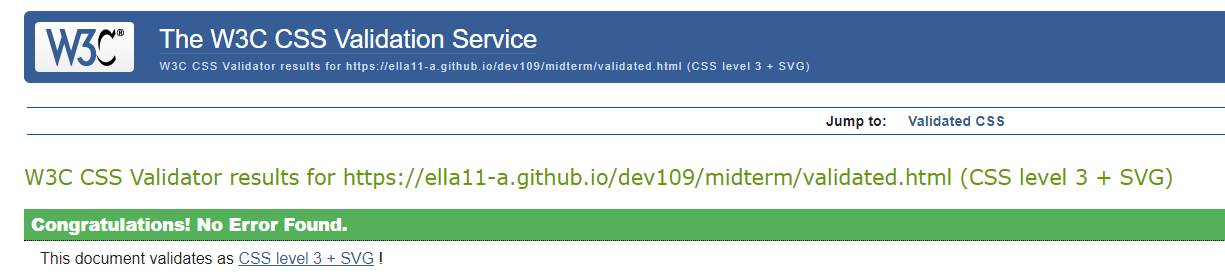 W3C®
The W3C CSS Validation Service
W3C CSS Validator results for https://ella11-a.github.io/dev109/midterm/validated.html (CSS level 3 + SVG)
Jump to: Validated CSS
W3C CSS Validator results for https://ella11-a.github.io/dev109/midterm/validated.html (CSS level 3 + SVG)
Congratulations! No Error Found.
This document validates as CSS level 3 + SVG !